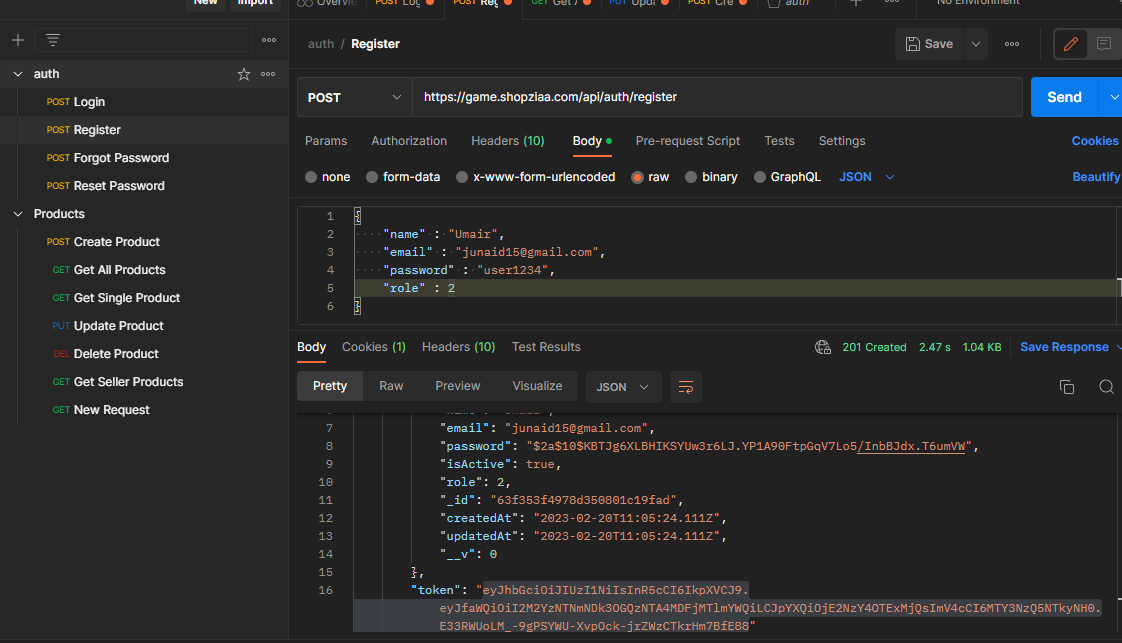 New Import
Overvie POST Log POST Reg GET Get A PUT Upda POST Cre auth No Environment
auth / Register Save
auth
POST Login
POST Register
POST Forgot Password
POST Reset Password
Products
POST Create Product
GET Get All Products
GET Get Single Product
PUT Update Product
DEL Delete Product
GET Get Seller Products
GET New Request
POST https://game.shopziaa.com/api/auth/register Send
Params Authorization Headers (10) Body Pre-request Script Tests Settings Cookies
none form-data x-www-form-urlencoded raw binary GraphQL JSON Beautify
1 {
2 "name" : "Umair",
3 "email" : "junaid15@gmail.com",
4 "password" : "user1234",
5 "role" : 2
6 }
Body Cookies (1) Headers (10) Test Results 201 Created 2.47 s 1.04 KB Save Response
Pretty Raw Preview Visualize JSON
7 "email": "junaid15@gmail.com",
8 "password": "$2a$10$KBTJg6XLBHIKSYUw3r6LJ.YP1A90FtpGqV7Lo5/InbBJdx.T6umVW",
9 "isActive": true,
10 "role": 2,
11 "_id": "63f353f4978d350801c19fad",
12 "createdAt": "2023-02-20T11:05:24.111Z",
13 "updatedAt": "2023-02-20T11:05:24.111Z",
14 "__v": 0
15 },
16 "token": "eyJhbGciOiJIUzI1NiIsInR5cCI6IkpXVCJ9.
eyJfaWQiOiI2M2YzNTNmNDk3OGQzNTA4MDFjMTlmYWQiLCJpYXQiOjE2NzY4OTExMjQsImV4cCI6MTY3NzQ5NTkyNH0.
E33RWUoLM_-9gPSYWU-XvpOck-jrZWzCTkrHm7BfE88"